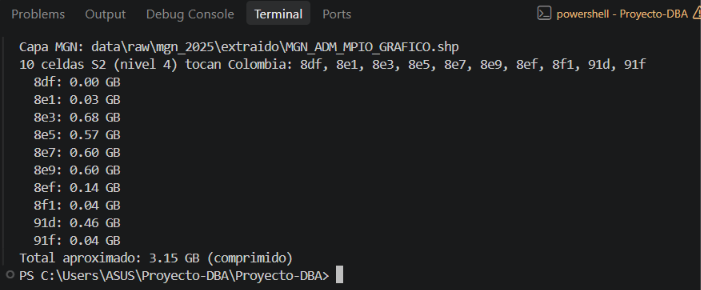 Problems Output Debug Console Terminal Ports powershell - Proyecto-DBA
Capa MGN: data\raw\mgn_2025\extraido\MGN_ADM_MPIO_GRAFICO.shp
10 celdas S2 (nivel 4) tocan Colombia: 8df, 8e1, 8e3, 8e5, 8e7, 8e9, 8ef, 8f1, 91d, 91f
8df: 0.00 GB
8e1: 0.03 GB
8e3: 0.68 GB
8e5: 0.57 GB
8e7: 0.60 GB
8e9: 0.60 GB
8ef: 0.14 GB
8f1: 0.04 GB
91d: 0.46 GB
91f: 0.04 GB
Total aproximado: 3.15 GB (comprimido)
PS C:\Users\ASUS\Proyecto-DBA\Proyecto-DBA>